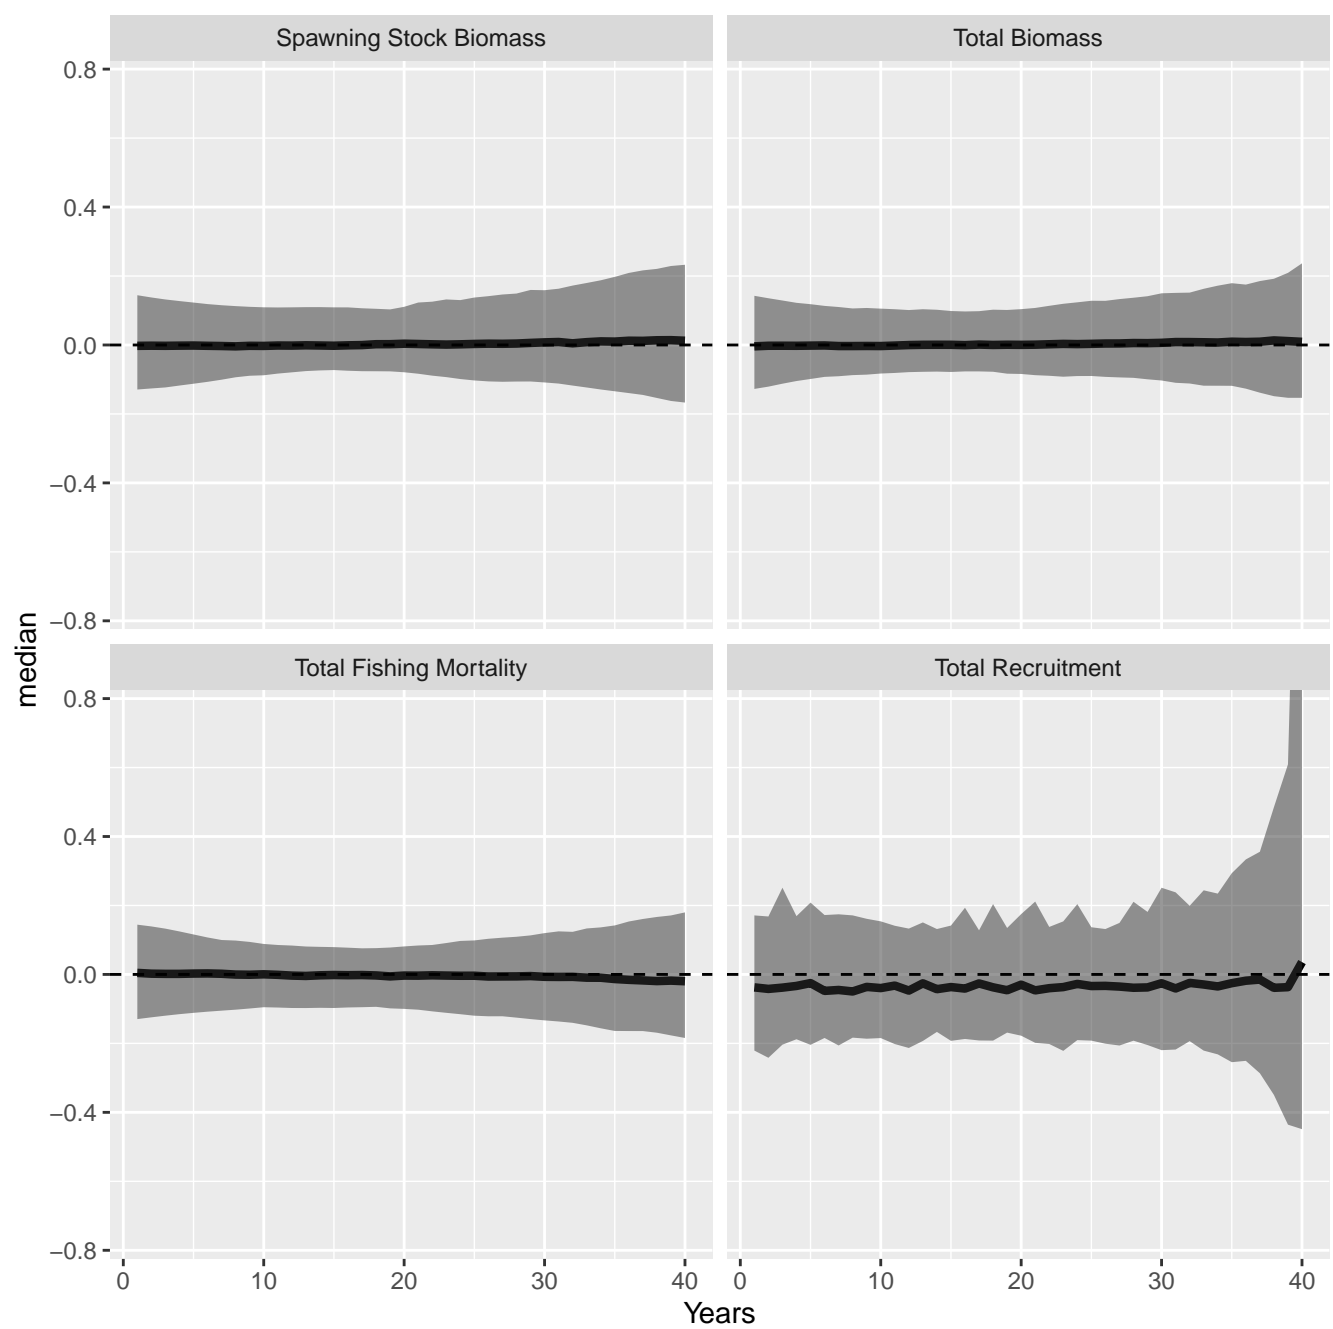 Spawning Stock Biomass
Total Biomass
0.8
0.4
0.0
−0.4
−0.8
median
Total Fishing Mortality
Total Recruitment
0.8
0.4
0.0
−0.4
−0.8
0 10 20 30 40
0 10 20 30 40
Years